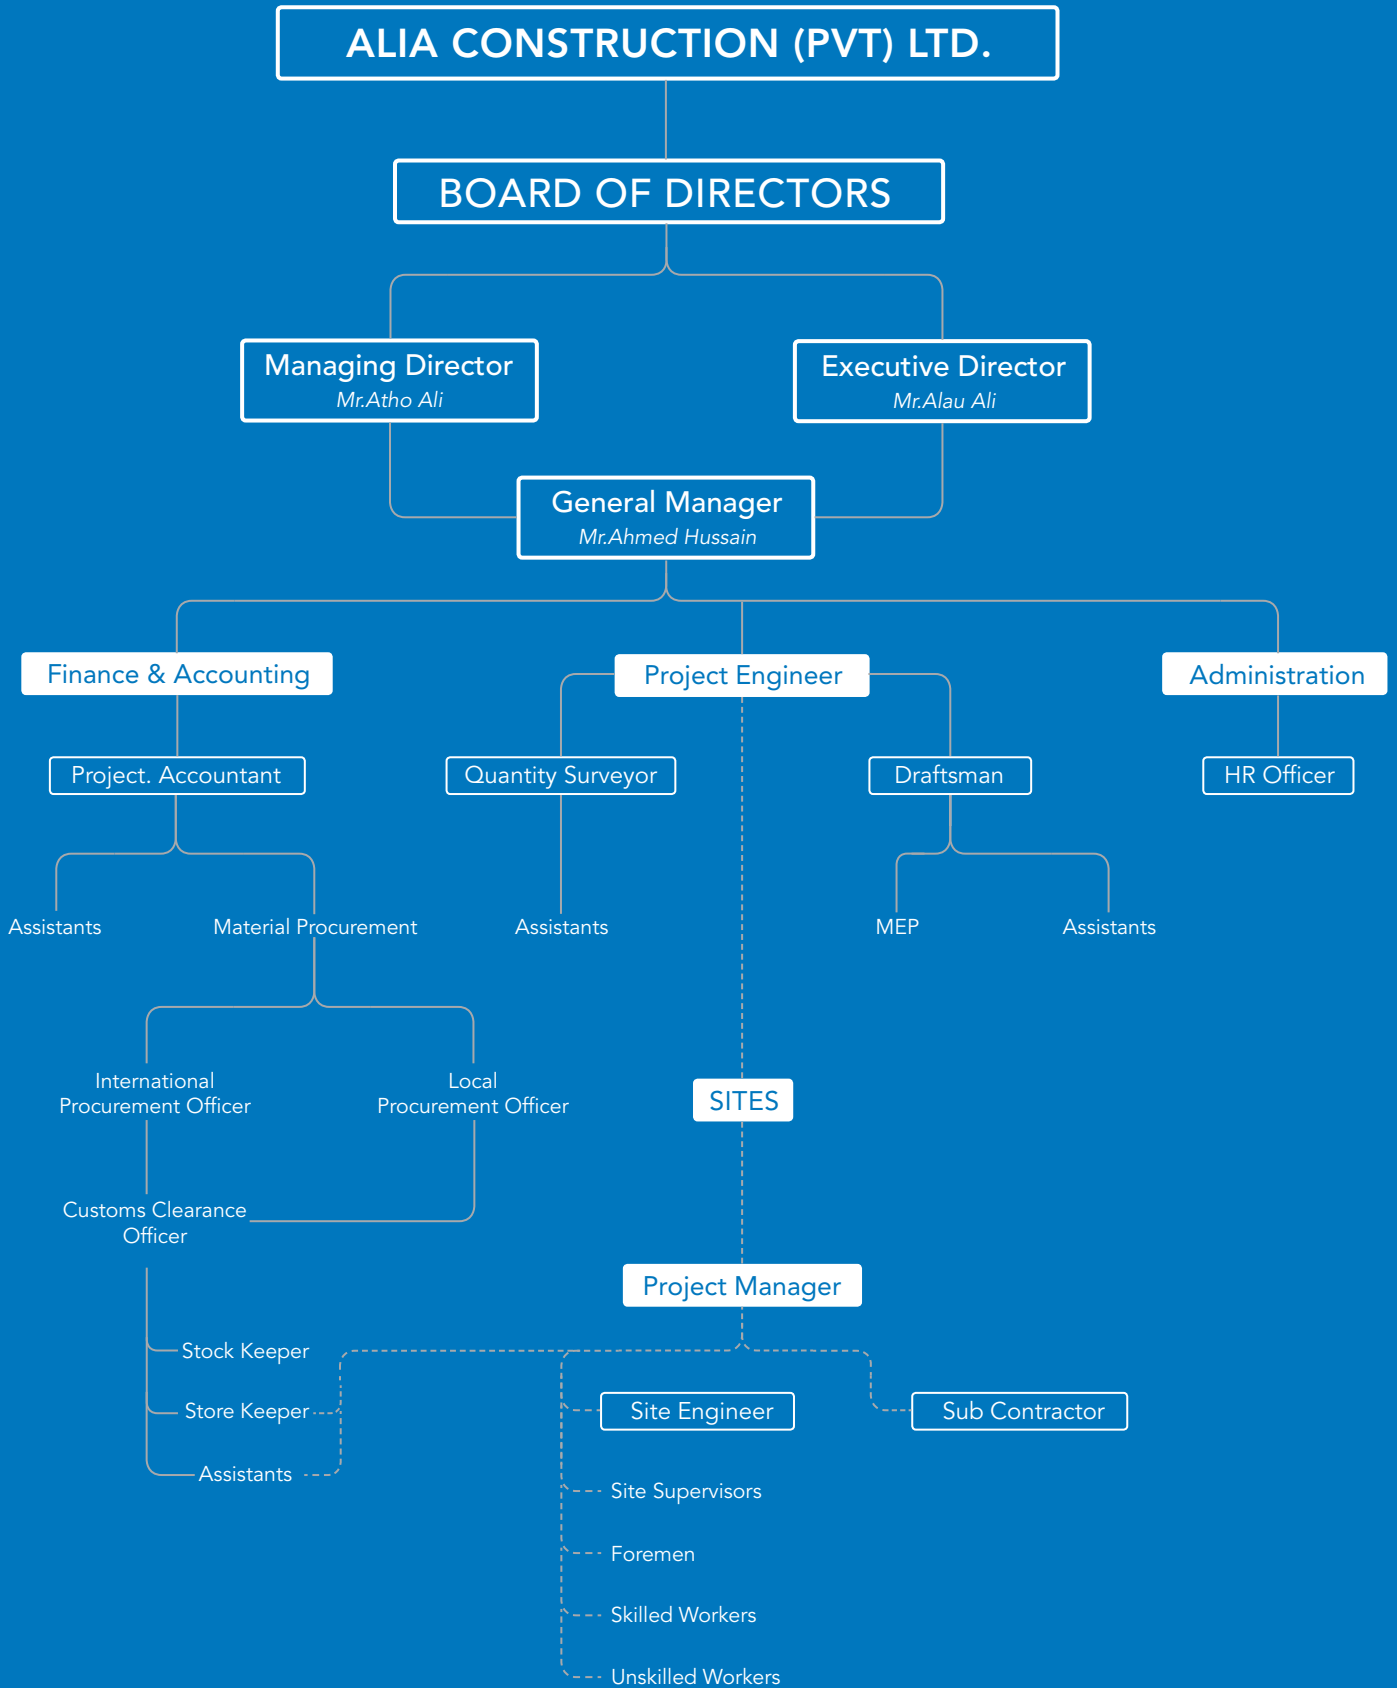 ALIA CONSTRUCTION (PVT) LTD.
BOARD OF DIRECTORS
Managing Director
Mr.Atho Ali
Executive Director
Mr.Alau Ali
General Manager
Mr.Ahmed Hussain
Finance & Accounting
Project Engineer
Administration
Project. Accountant
Quantity Surveyor
Draftsman
HR Officer
Assistants
Material Procurement
Assistants
MEP
Assistants
International
Procurement Officer
Local
Procurement Officer
SITES
Customs Clearance
Officer
Project Manager
Stock Keeper
Store Keeper
Site Engineer
Sub Contractor
Assistants
Site Supervisors
Foremen
Skilled Workers
Unskilled Workers